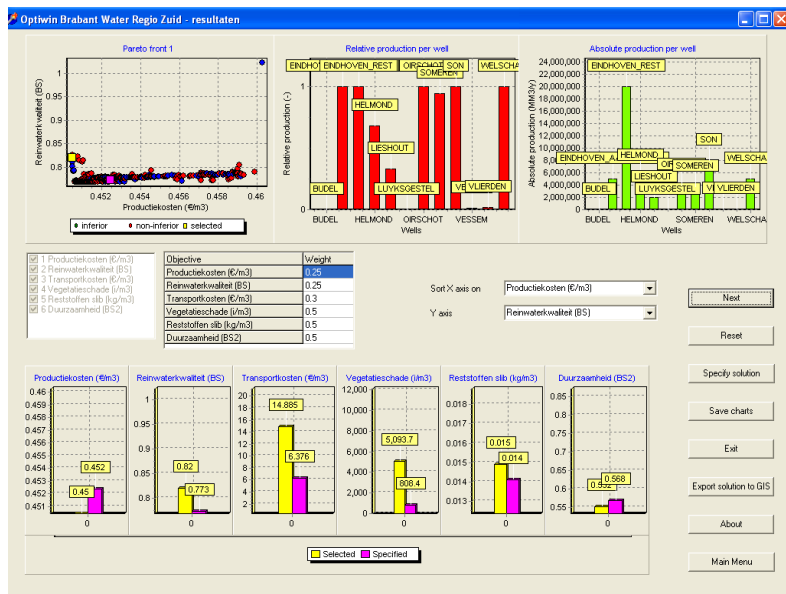 Optiwin Brabant Water Regio Zuid - resultaten
Pareto front 1
Reinwaterkwaliteit (BS)
1
0.95
0.9
0.85
0.8
0.452 0.454 0.456 0.458 0.46
Productiekosten (€/m3)
inferior non-inferior selected
Relative production per well
Relative production (-)
EINDHOVEN_REST SON WELSCHA
SOMEREN
HELMOND
LIESHOUT
BUDEL LUYKSGESTEL VLIERDEN
1
0
BUDEL HELMOND OIRSCHOT VESSEM
Wells
Absolute production per well
Absolute production (MM3/Y)
24,000,000
22,000,000
20,000,000
18,000,000
16,000,000
14,000,000
12,000,000
10,000,000
8,000,000
6,000,000
4,000,000
2,000,000
0
EINDHOVEN_REST
SON
HELMOND WELSCHA
SOMEREN
LIESHOUT
BUDEL LUYKSGESTEL VLIERDEN
BUDEL HELMOND SOMEREN WELSCHA
Wells
1 Productiekosten (€/m3)
2 Reinwaterkwaliteit (BS)
3 Transportkosten (€/m3)
4 Vegetatieschade (i/m3)
5 Reststoffen slib (kg/m3)
6 Duurzaamheid (BS2)
Objective Weight
Productiekosten (€/m3) 0.25
Reinwaterkwaliteit (BS) 0.25
Transportkosten (€/m3) 0.3
Vegetatieschade (i/m3) 0.5
Reststoffen slib (kg/m3) 0.5
Duurzaamheid (BS2) 0.5
Sort X axis on Productiekosten (€/m3)
Y axis Reinwaterkwaliteit (BS)
Next
Reset
Specify solution
Save charts
Exit
Export solution to GIS
About
Main Menu
Productiekosten (€/m3)
0.46
0.459
0.458
0.457
0.456
0.455
0.454
0.453
0.452
0.451
0.452
0.45
0
Reinwaterkwaliteit (BS)
1
0.95
0.9
0.85
0.8
0.82
0.773
0
Transportkosten (€/m3)
20
18
16
14
12
10
8
6
4
2
14.885
6.376
0
Vegetatieschade (i/m3)
12,000
10,000
8,000
6,000
4,000
2,000
0
5,093.7
808.4
0
Reststoffen slib (kg/m3)
0.018
0.017
0.016
0.015
0.014
0.013
0.015
0.014
0
Duurzaamheid (BS2)
0.85
0.8
0.75
0.7
0.65
0.6
0.55
0.568
0
Selected Specified